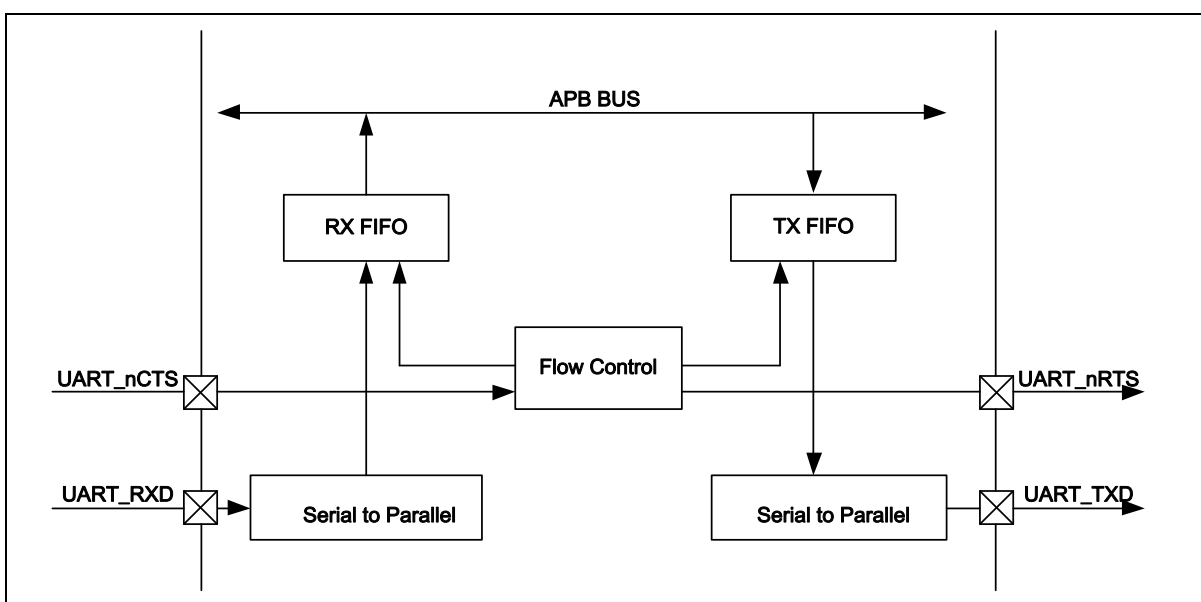 APB BUS
RX FIFO
TX FIFO
Flow Control
UART_nCTS
UART_nRTS
UART_RXD
UART_TXD
Serial to Parallel
Serial to Parallel